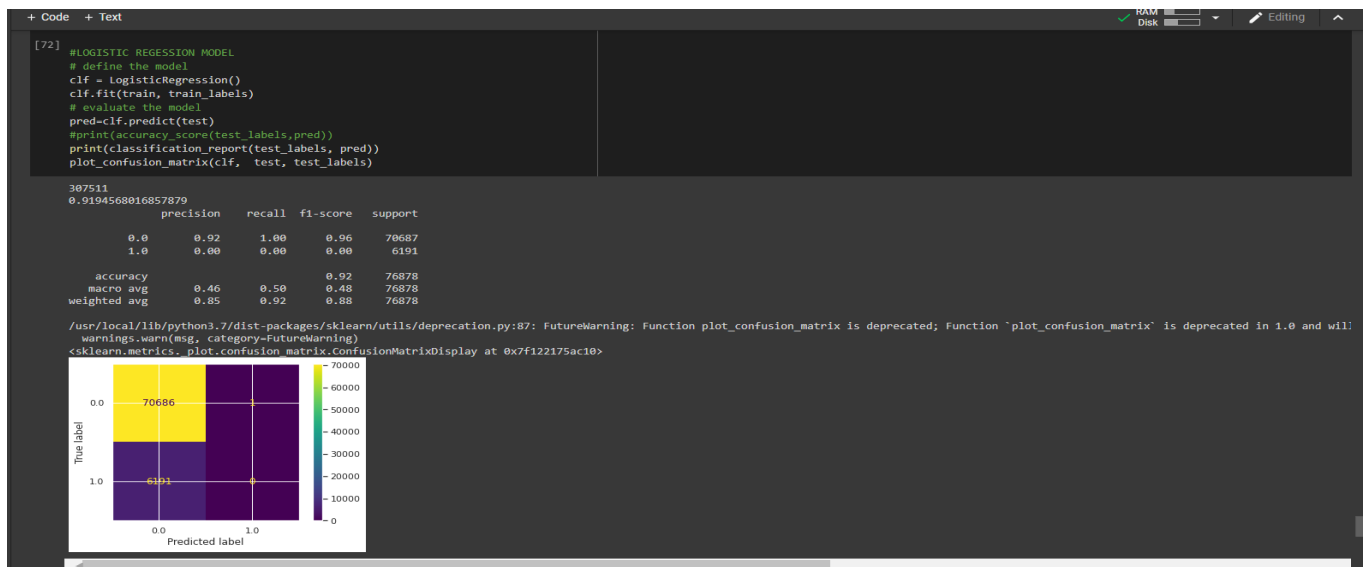 + Code + Text
RAM
Disk
Editing
[72]
#LOGISTIC REGESSION MODEL
# define the model
clf = LogisticRegression()
clf.fit(train, train_labels)
# evaluate the model
pred=clf.predict(test)
#print(accuracy_score(test_labels,pred))
print(classification_report(test_labels, pred))
plot_confusion_matrix(clf,  test, test_labels)
307511
0.9194568016857879
precision recall f1-score support
0.0 0.92 1.00 0.96 70687
1.0 0.00 0.00 0.00 6191
accuracy 0.92 76878
macro avg 0.46 0.50 0.48 76878
weighted avg 0.85 0.92 0.88 76878
/usr/local/lib/python3.7/dist-packages/sklearn/utils/deprecation.py:87: FutureWarning: Function plot_confusion_matrix is deprecated; Function `plot_confusion_matrix` is deprecated in 1.0 and will
warnings.warn(msg, category=FutureWarning)
<sklearn.metrics._plot.confusion_matrix.ConfusionMatrixDisplay at 0x7f122175ac10>
70000
60000
50000
40000
30000
20000
10000
0
True label
0.0
70686
1
1.0
6191
0
0.0
1.0
Predicted label